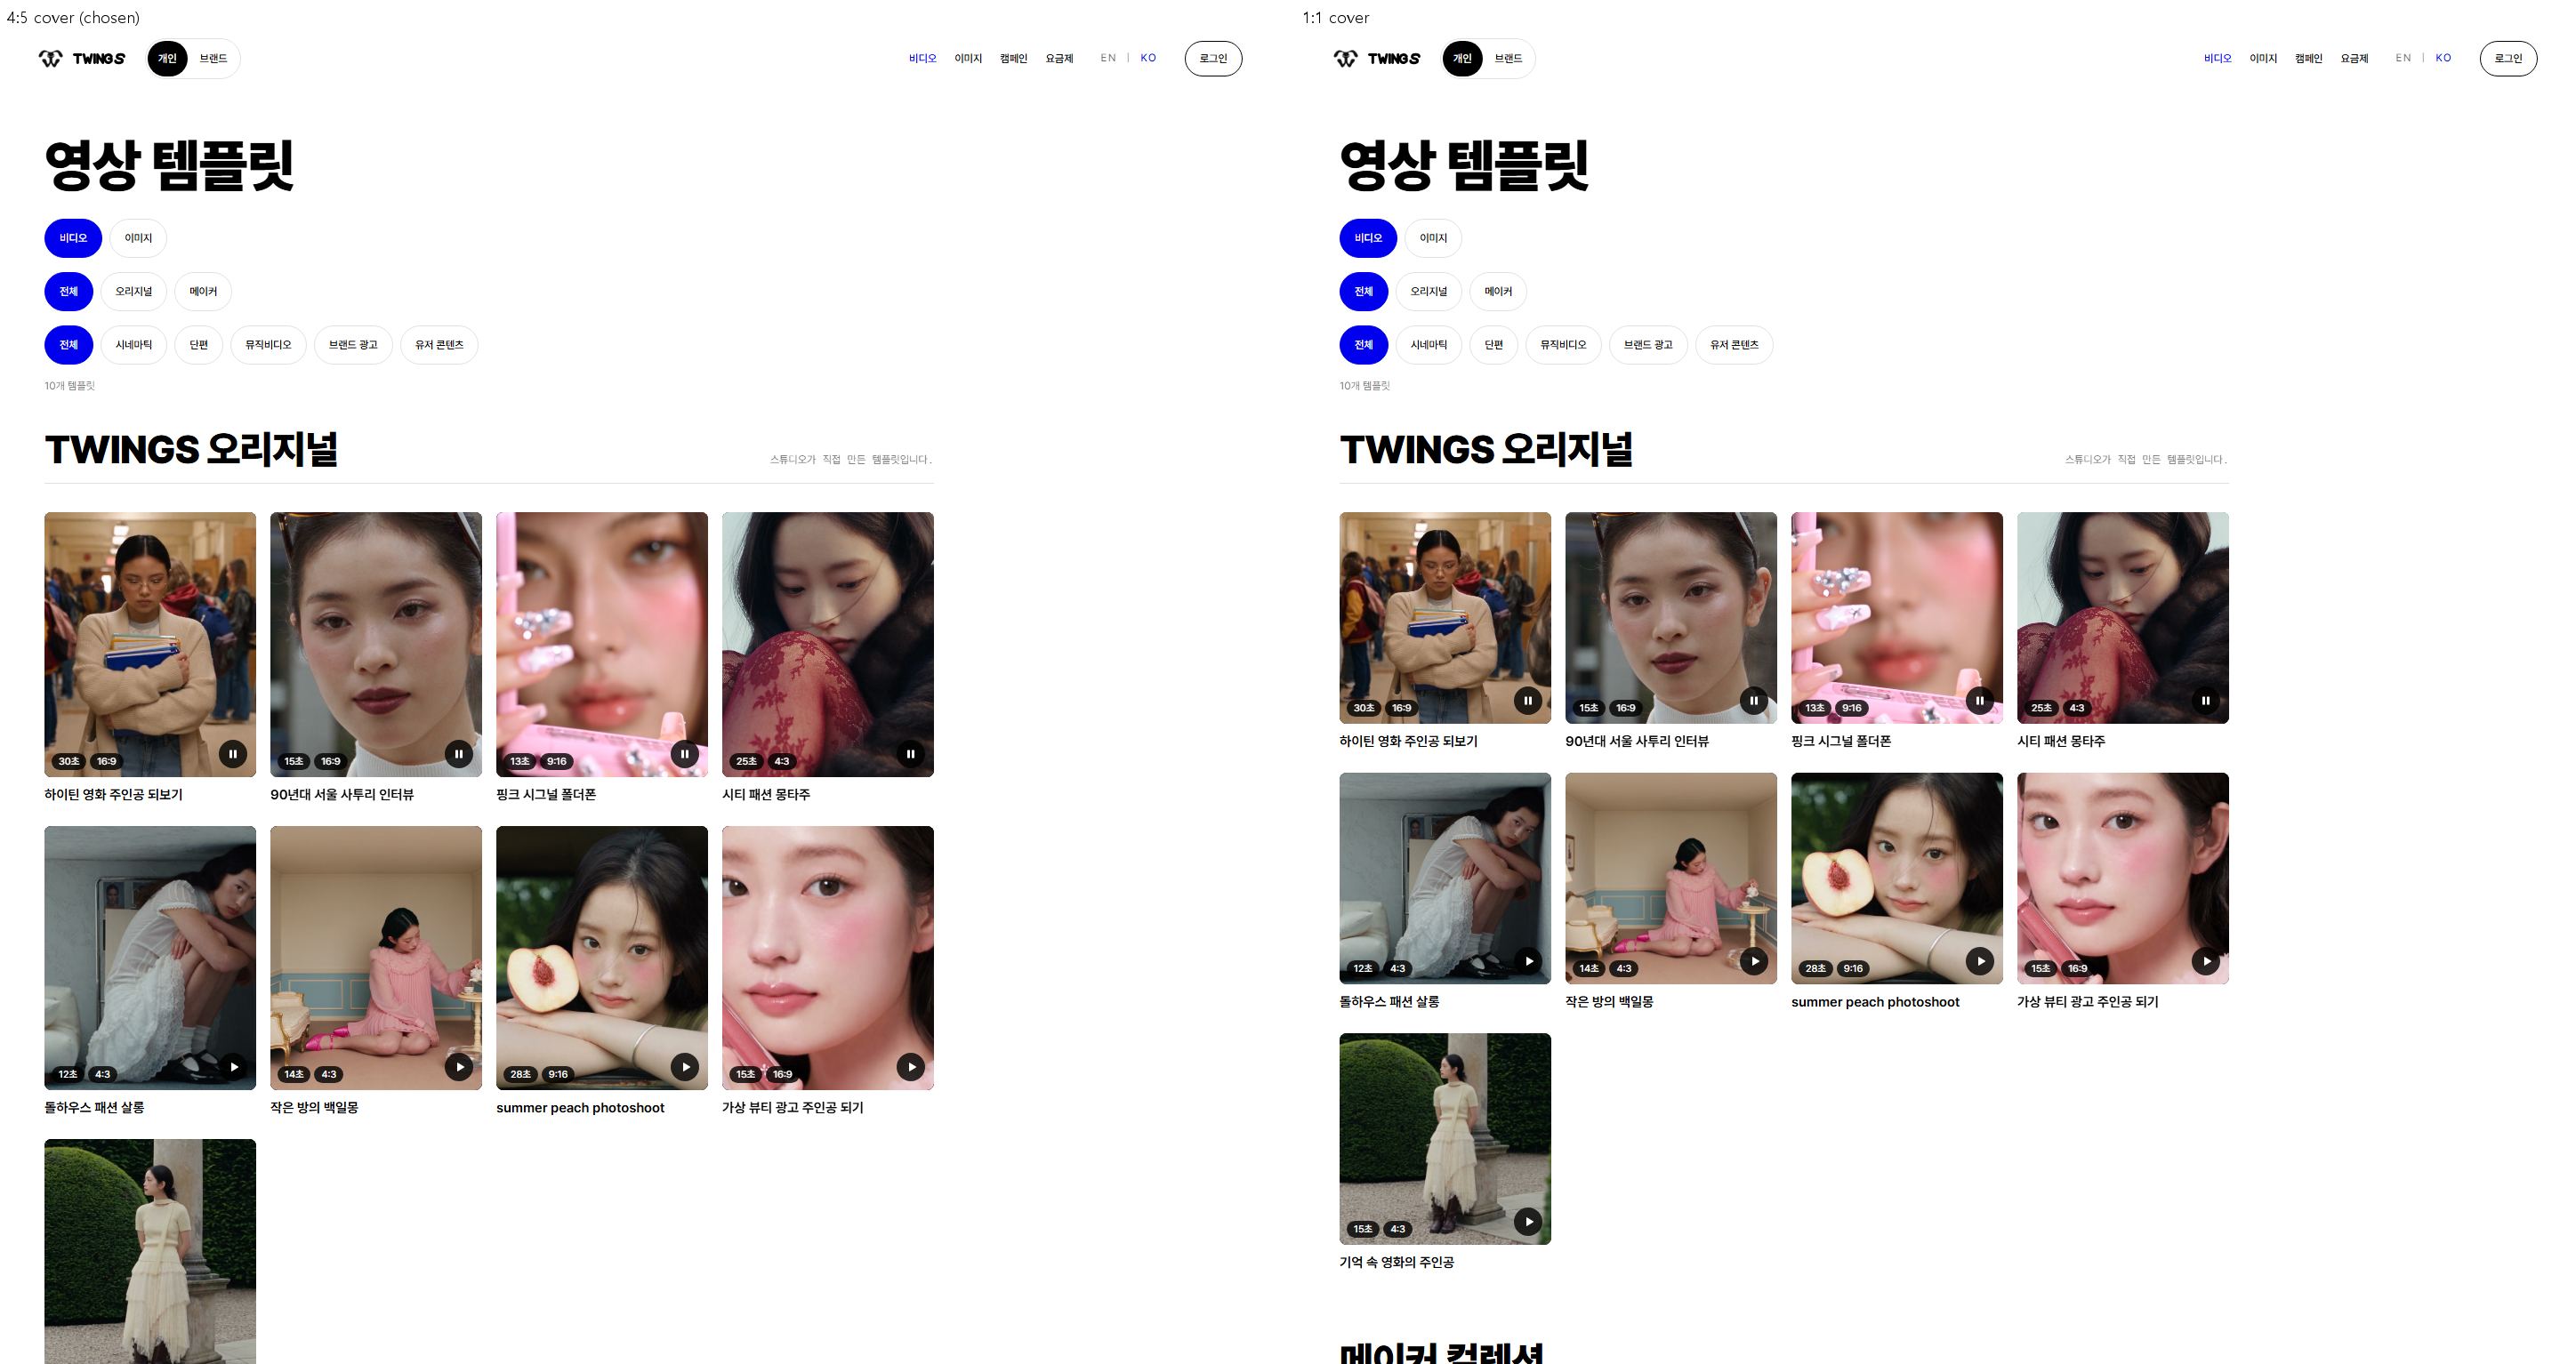 4:5 cover (chosen)
TWINGS 개인 브랜드 비디오 이미지 캠페인 요금제 EN | KO 로그인
영상 템플릿
비디오 이미지
전체 오리지널 메이커
전체 시네마틱 단편 뮤직비디오 브랜드 광고 유저 콘텐츠
10개 템플릿
TWINGS 오리지널 스튜디오가 직접 만든 템플릿입니다.
30초 16:9 15초 16:9 13초 9:16 25초 4:3
하이틴 영화 주인공 되보기 90년대 서울 사투리 인터뷰 핑크 시그널 폴더폰 시티 패션 몽타주
12초 4:3 14초 4:3 28초 9:16 15초 16:9
돌하우스 패션 살롱 작은 방의 백일몽 summer peach photoshoot 가상 뷰티 광고 주인공 되기
1:1 cover
TWINGS 개인 브랜드 비디오 이미지 캠페인 요금제 EN | KO 로그인
영상 템플릿
비디오 이미지
전체 오리지널 메이커
전체 시네마틱 단편 뮤직비디오 브랜드 광고 유저 콘텐츠
10개 템플릿
TWINGS 오리지널 스튜디오가 직접 만든 템플릿입니다.
30초 16:9 15초 16:9 13초 9:16 25초 4:3
하이틴 영화 주인공 되보기 90년대 서울 사투리 인터뷰 핑크 시그널 폴더폰 시티 패션 몽타주
12초 4:3 14초 4:3 28초 9:16 15초 16:9
돌하우스 패션 살롱 작은 방의 백일몽 summer peach photoshoot 가상 뷰티 광고 주인공 되기
15초 4:3
기억 속 영화의 주인공
메이커 컬렉션